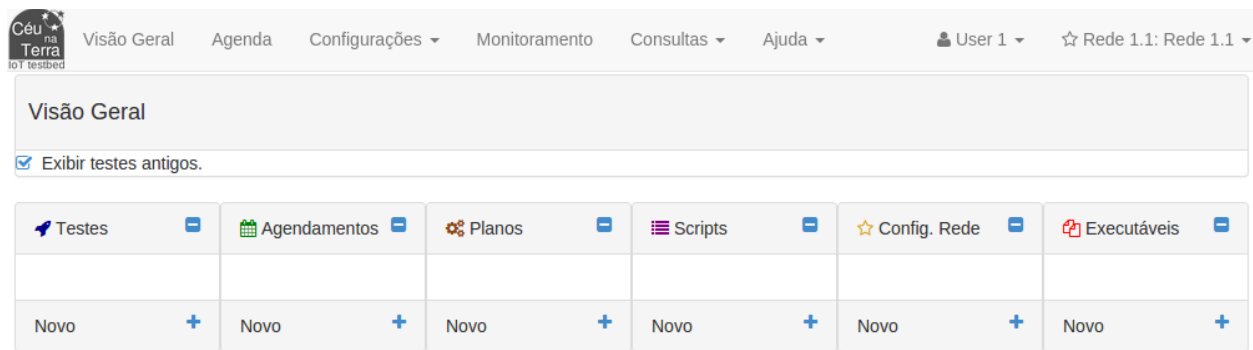 Céu
na
Terra
IoT testbed
Visão Geral Agenda Configurações Monitoramento Consultas Ajuda User 1 Rede 1.1: Rede 1.1
Visão Geral
Exibir testes antigos.
Testes Agendamentos Planos Scripts Config. Rede Executáveis
Novo Novo Novo Novo Novo Novo